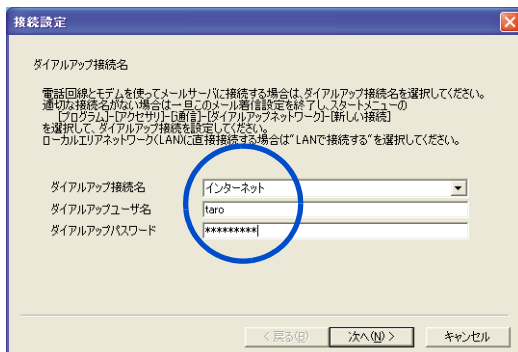 接続設定
ダイアルアップ接続名
電話回線とモデムを使ってメールサーバに接続する場合は、ダイアルアップ接続名を選択してください。
適切な接続名がない場合は一旦このメール着信設定を終了し、スタートメニューの
[プログラム]-[アクセサリ]-[通信]-[ダイアルアップネットワーク]-[新しい接続]
を選択して、ダイアルアップ接続を設定してください。
ローカルエリアネットワーク(LAN)に直接接続する場合は"LANで接続する"を選択してください。
ダイアルアップ接続名 インターネット
ダイアルアップユーザ名 taro
ダイアルアップパスワード *********
< 戻る(B) 次へ(N) > キャンセル